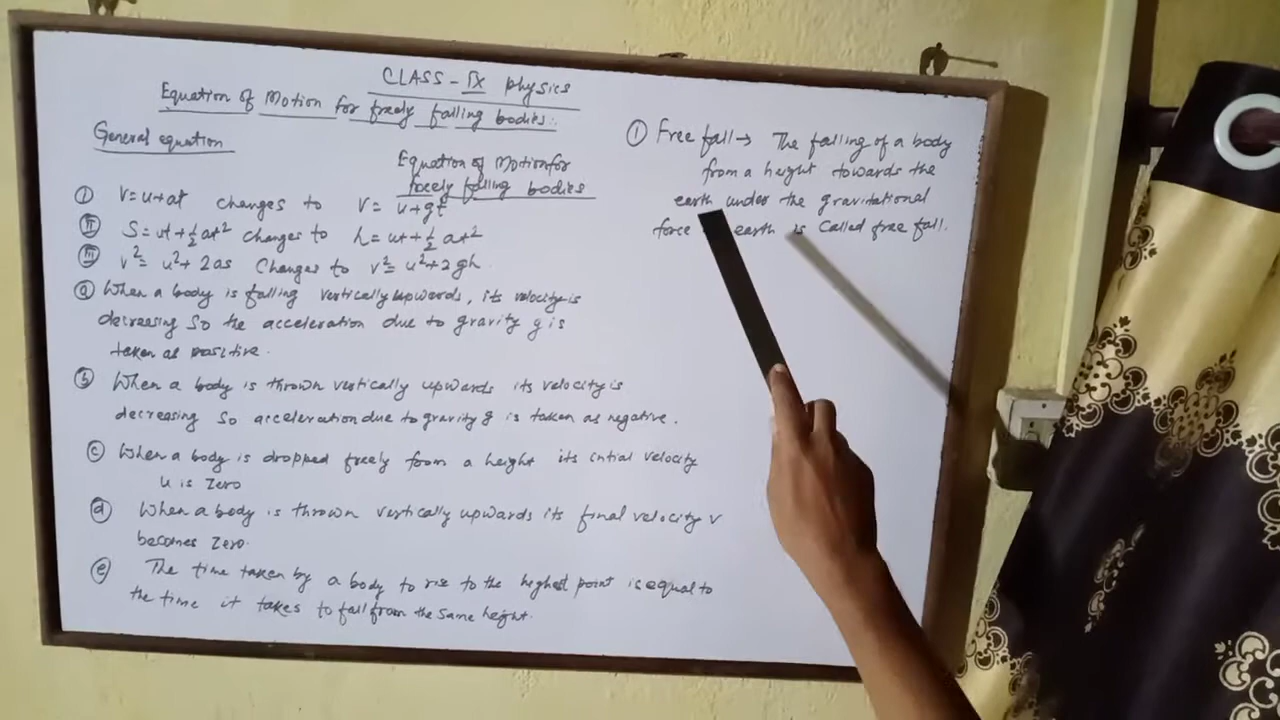 CLASS - IX Physics
Equation of Motion for freely falling bodies:.
General equation
Equation of Motion for
freely falling bodies
① V = u+at changes to V = u+gt
② S = ut + 1/2 at² changes to h = ut + 1/2 at²
③ v² = u² + 2as Changes to v² = u² + 2gh.
ⓐ When a body is falling vertically upwards, its velocity is
decreasing So the acceleration due to gravity g is
taken as positive.
ⓑ When a body is thrown vertically upwards its velocity is
decreasing so acceleration due to gravity g is taken as negative.
ⓒ When a body is dropped freely from a height its intial velocity
u is Zero
ⓓ When a body is thrown vertically upwards its final velocity v
becomes Zero.
ⓔ The time taken by a body to rise to the highest point is equal to
the time it takes to fall from the same height.
① Free fall → The falling of a body
from a height towards the
earth under the gravitational
force earth is Called free fall.